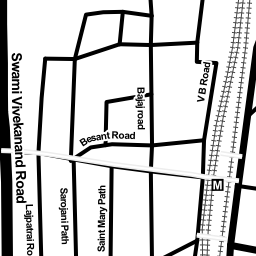 Swami Vivekanand Road
Bajaj road
V B Road
Besant Road
M
Lajpatrai Ro
Sarojani Path
Saint Mary Path